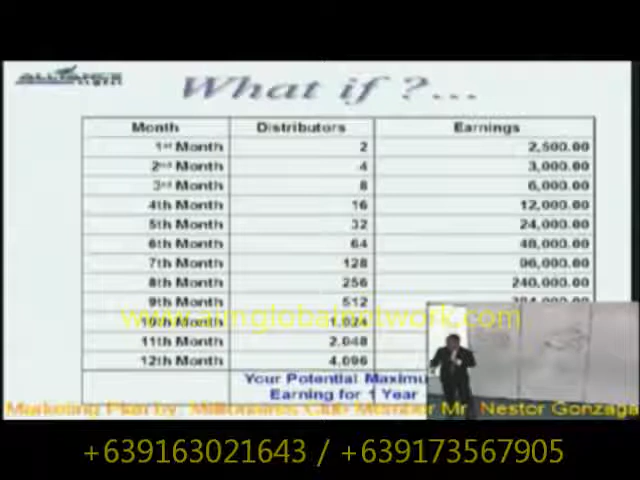 ALLIANCE
GLOBAL
What if ?...
Month Distributors Earnings
1st Month 2 2,500.00
2nd Month 4 3,000.00
3rd Month 8 6,000.00
4th Month 16 12,000.00
5th Month 32 24,000.00
6th Month 64 48,000.00
7th Month 128 96,000.00
8th Month 256 240,000.00
9th Month 512
10th Month 1,024
11th Month 2,048
12th Month 4,096
Your Potential Maximu
Earning for 1 Year
Marketing Plan by: Millionaires Club Member Mr. Nestor Gonzaga
+639163021643 / +639173567905